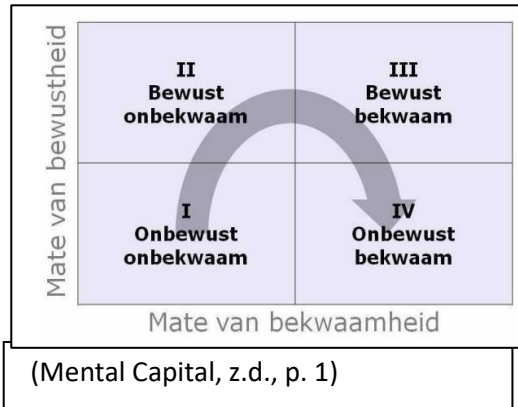 Mate van bewustheid
II
Bewust
onbekwaam
III
Bewust
bekwaam
I
Onbewust
onbekwaam
IV
Onbewust
bekwaam
Mate van bekwaamheid
(Mental Capital, z.d., p. 1)